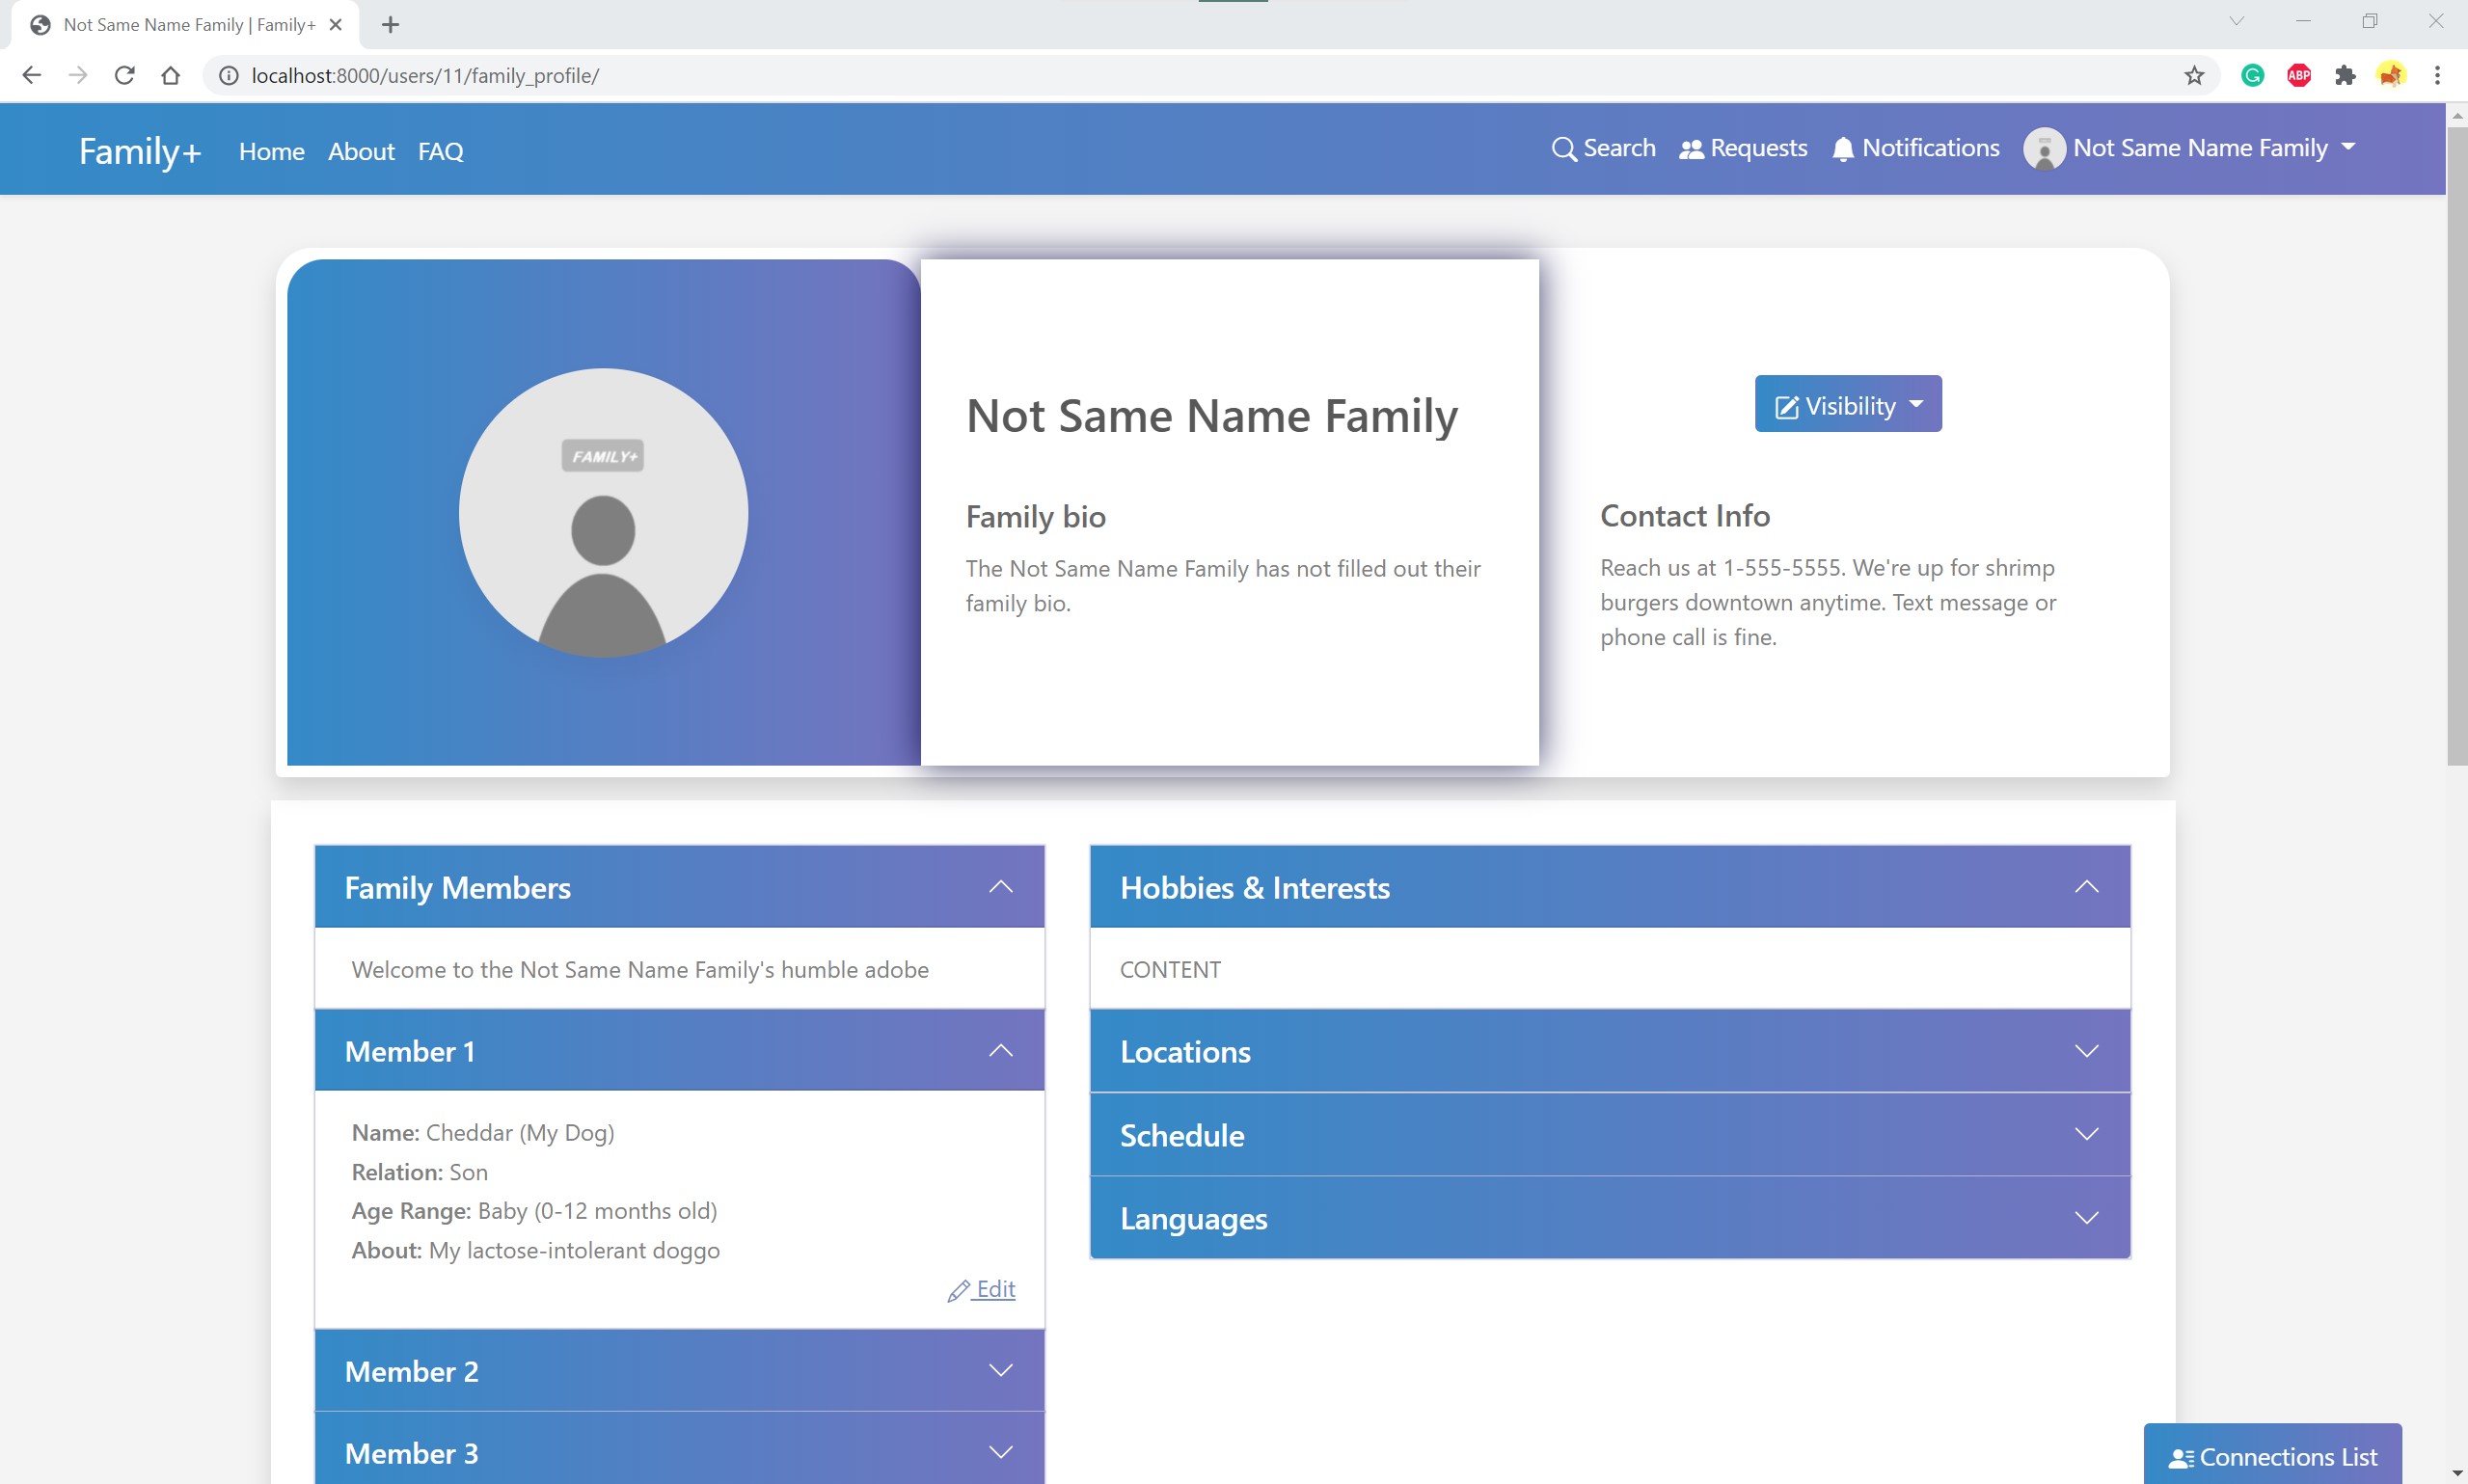 Not Same Name Family | Family+
localhost:8000/users/11/family_profile/
ABP
Family+ Home About FAQ Search Requests Notifications Not Same Name Family
FAMILY+
Not Same Name Family
Family bio
The Not Same Name Family has not filled out their
family bio.
Visibility
Contact Info
Reach us at 1-555-5555. We're up for shrimp
burgers downtown anytime. Text message or
phone call is fine.
Family Members
Welcome to the Not Same Name Family's humble adobe
Member 1
Name: Cheddar (My Dog)
Relation: Son
Age Range: Baby (0-12 months old)
About: My lactose-intolerant doggo
Edit
Member 2
Member 3
Hobbies & Interests
CONTENT
Locations
Schedule
Languages
Connections List